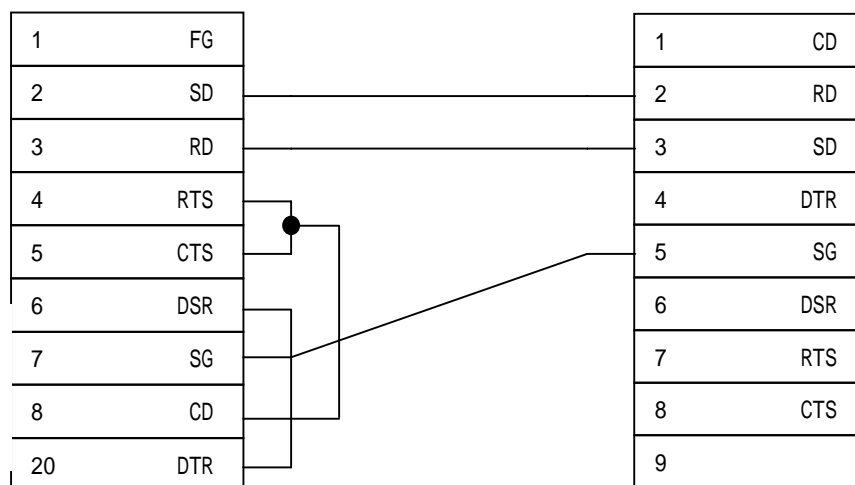 1 FG
2 SD
3 RD
4 RTS
5 CTS
6 DSR
7 SG
8 CD
20 DTR
1 CD
2 RD
3 SD
4 DTR
5 SG
6 DSR
7 RTS
8 CTS
9